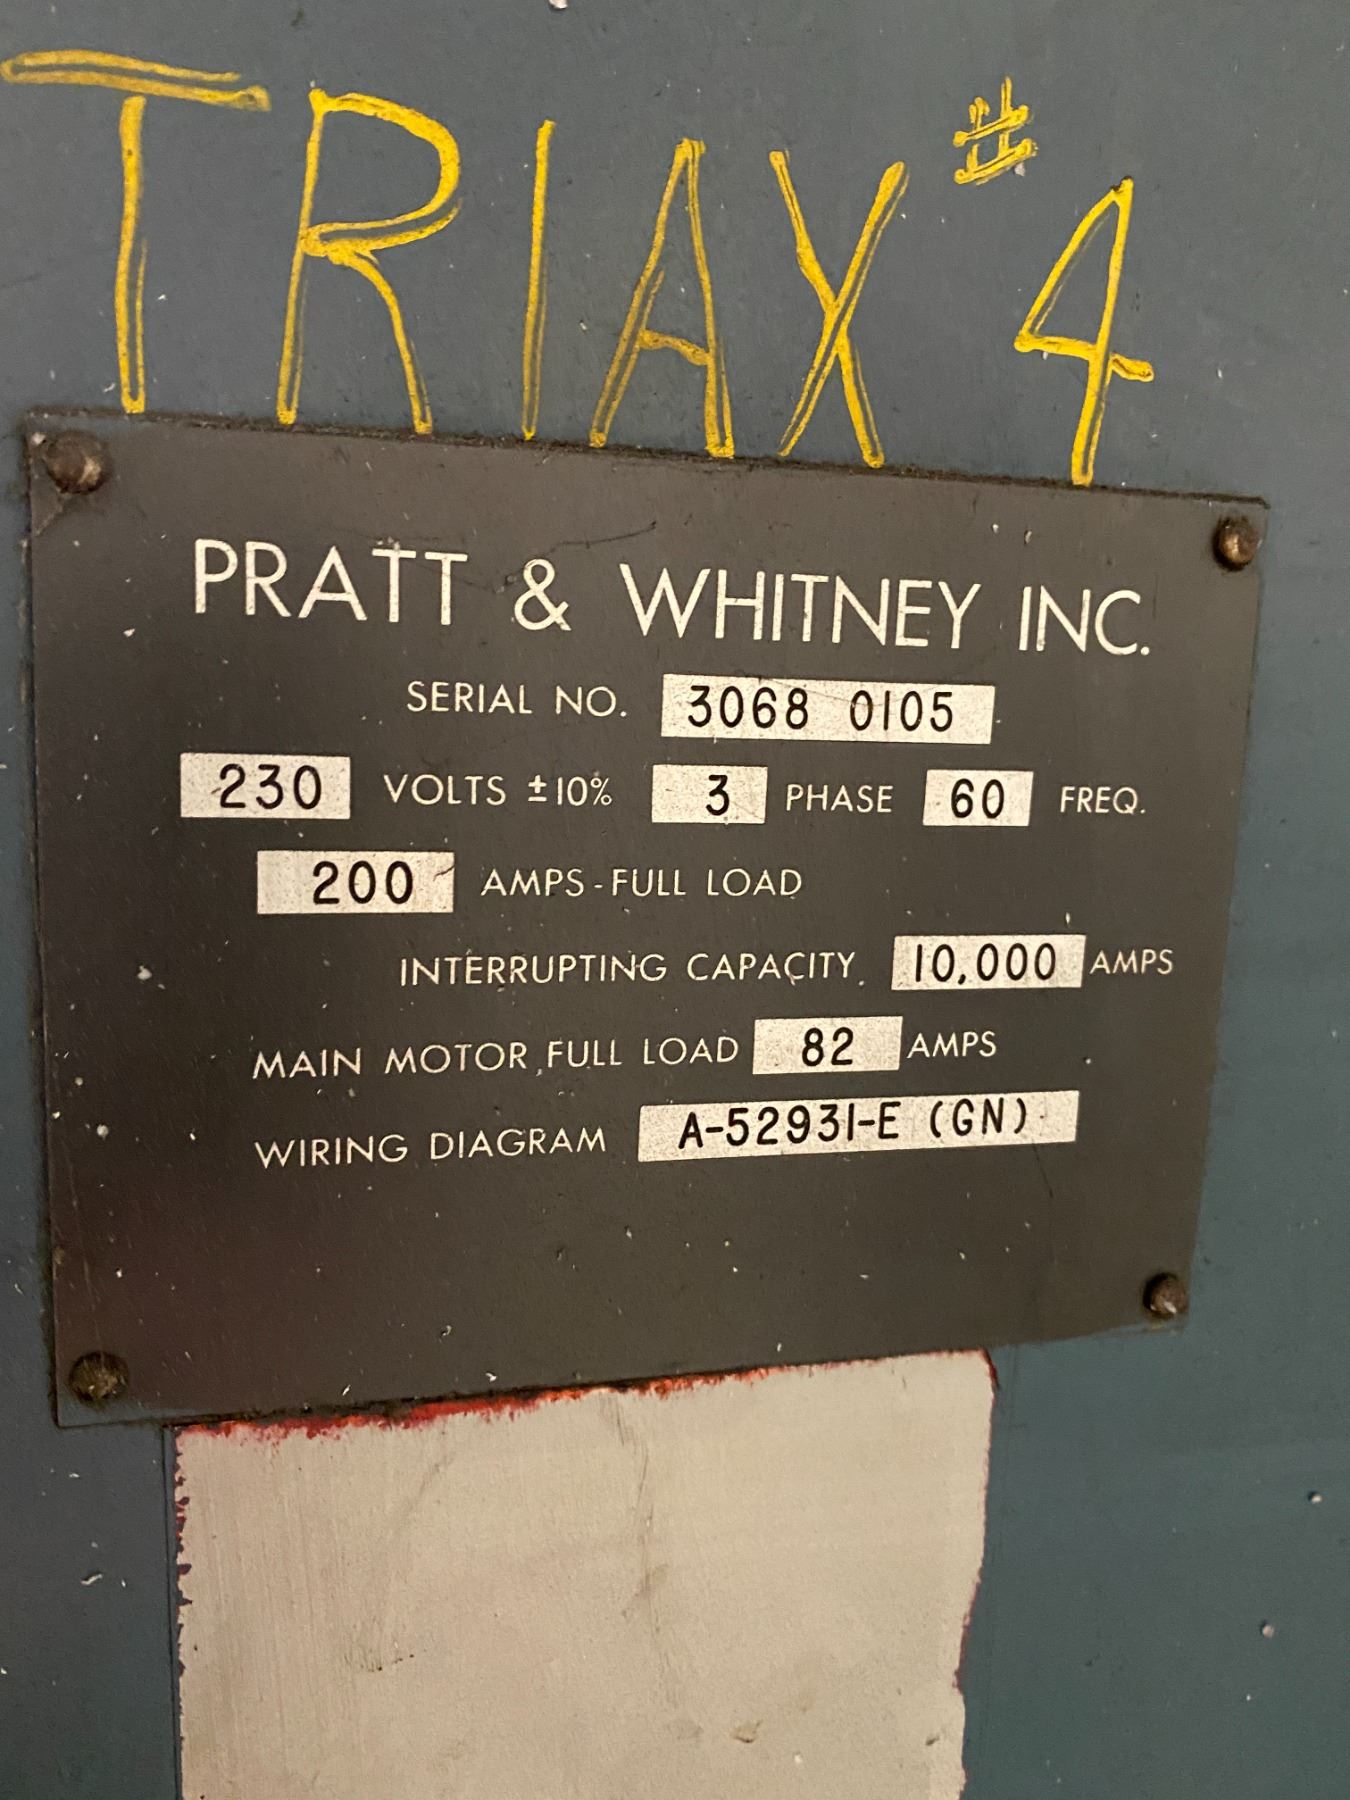 TRIAX #4
PRATT & WHITNEY INC.
SERIAL NO. 3068 0105
230 VOLTS ±10% 3 PHASE 60 FREQ.
200 AMPS-FULL LOAD
INTERRUPTING CAPACITY 10,000 AMPS
MAIN MOTOR FULL LOAD 82 AMPS
WIRING DIAGRAM A-52931-E (GN)